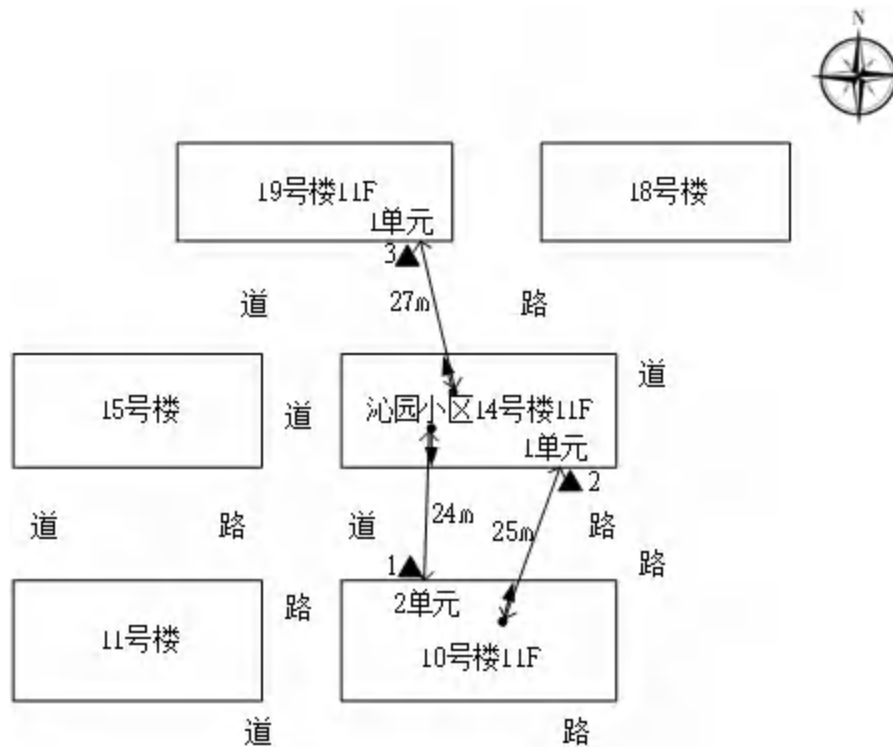 N
19号楼11F
18号楼
1单元
3
道
27m
路
15号楼
道
沁园小区14号楼11F
道
1单元
2
道
路
道
24m
25m
路
1
路
11号楼
路
2单元
10号楼11F
道
路